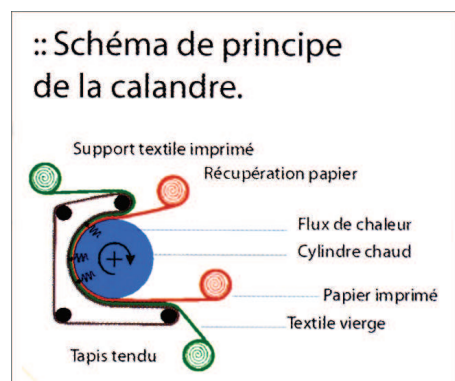 :: Schéma de principe
de la calandre.
Support textile imprimé
Récupération papier
Flux de chaleur
Cylindre chaud
Papier imprimé
Textile vierge
Tapis tendu